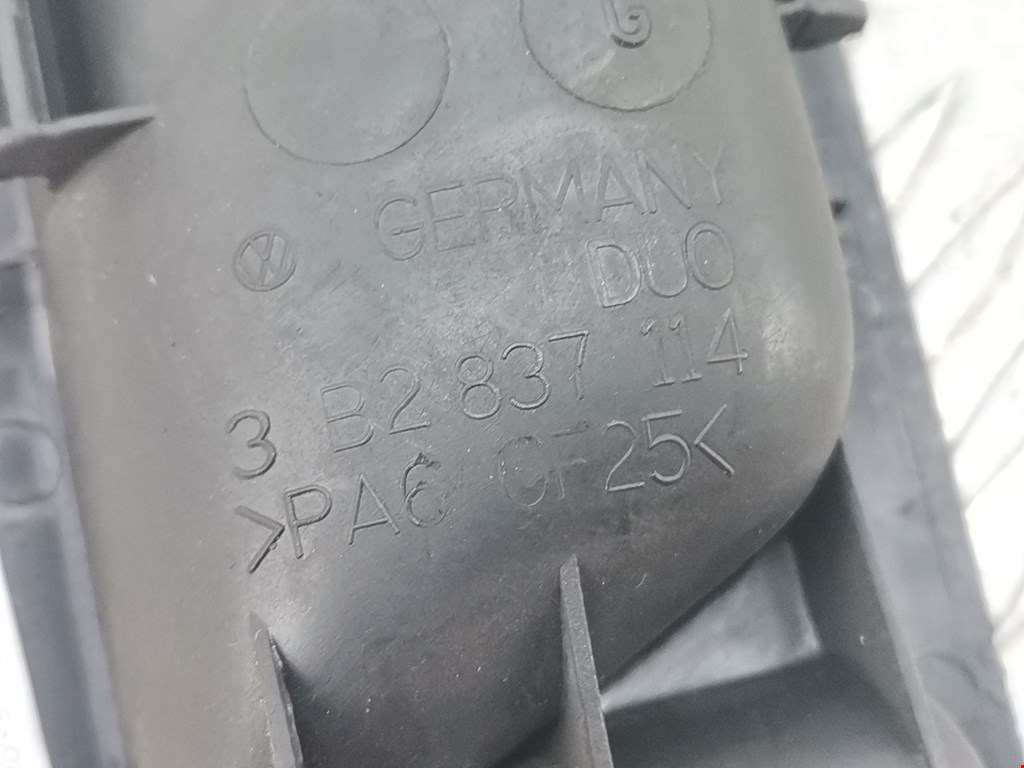 GERMANY
DUO
3 B2 837 114
>PA6 GF25<